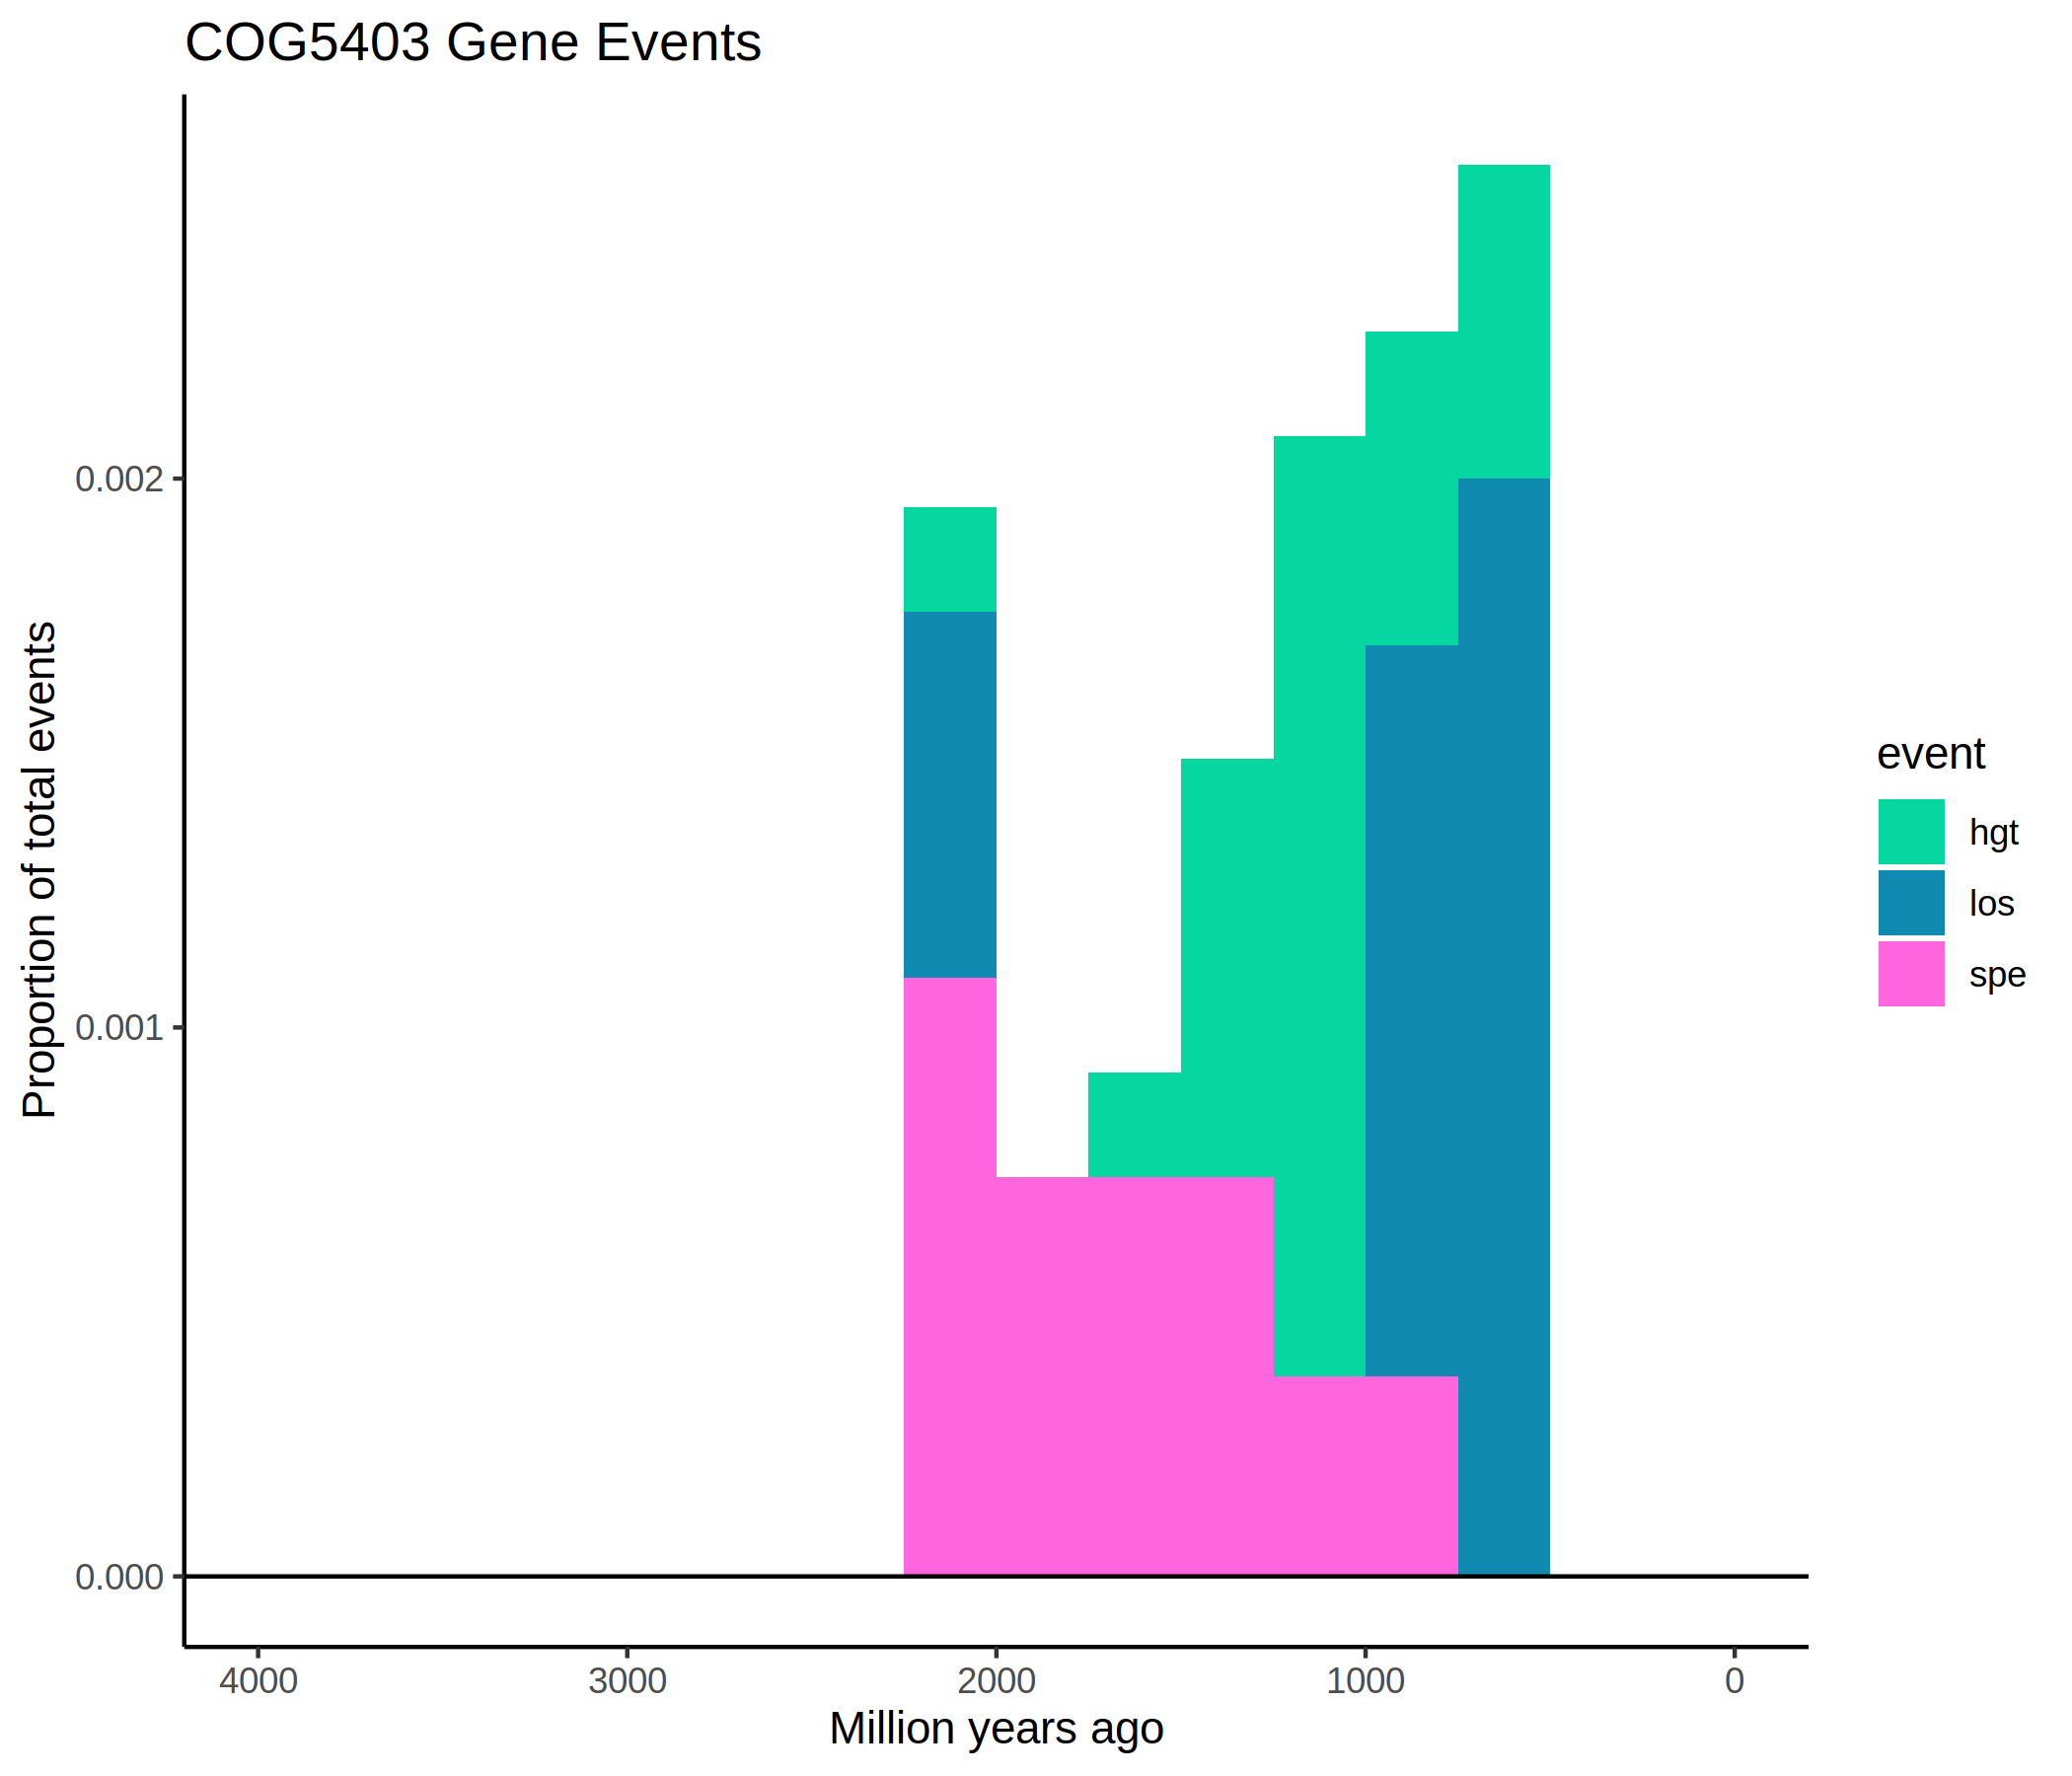 COG5403 Gene Events
Proportion of total events
0.002
0.001
0.000
4000 3000 2000 1000 0
Million years ago
event
hgt
los
spe